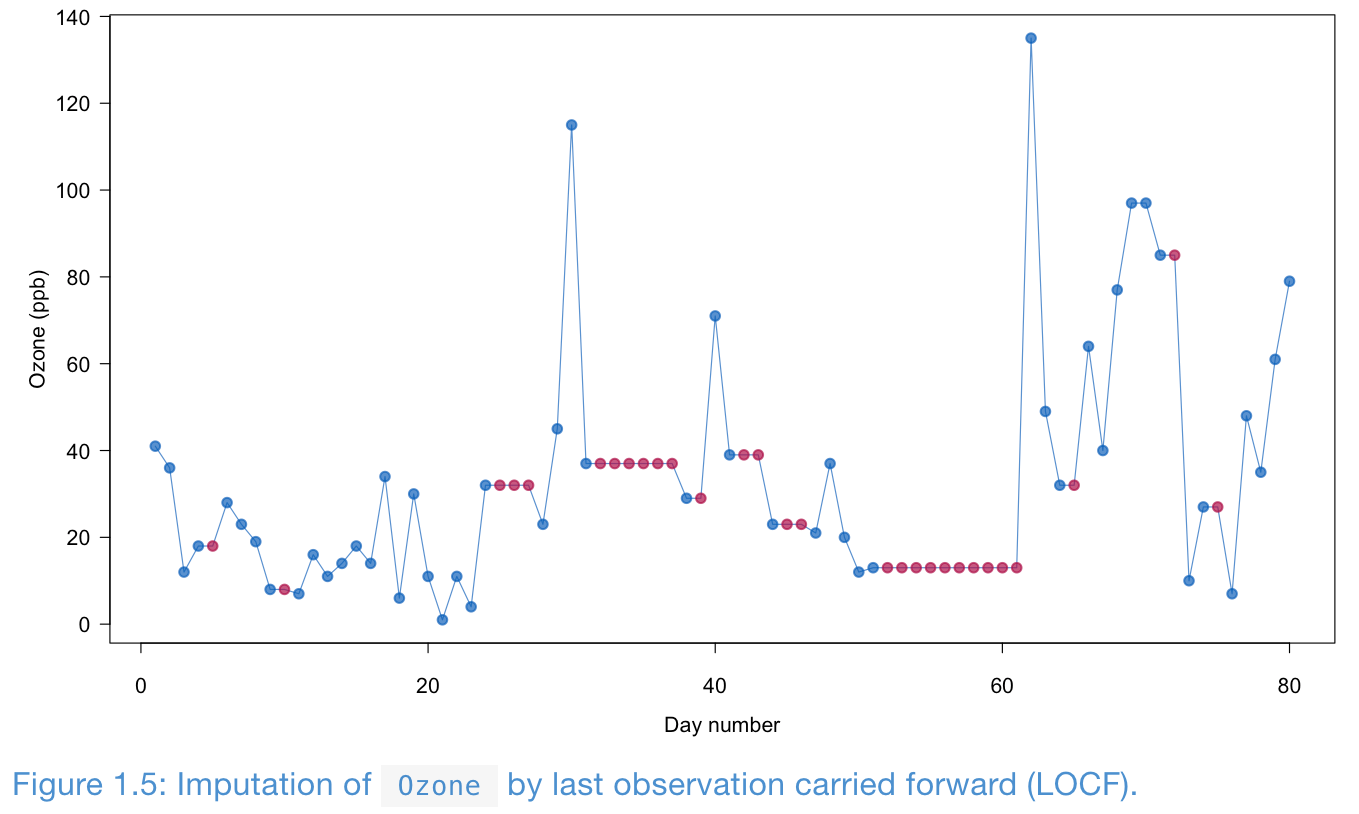 140
120
100
80
60
40
20
0
Ozone (ppb)
0 20 40 60 80
Day number
Figure 1.5: Imputation of Ozone by last observation carried forward (LOCF).